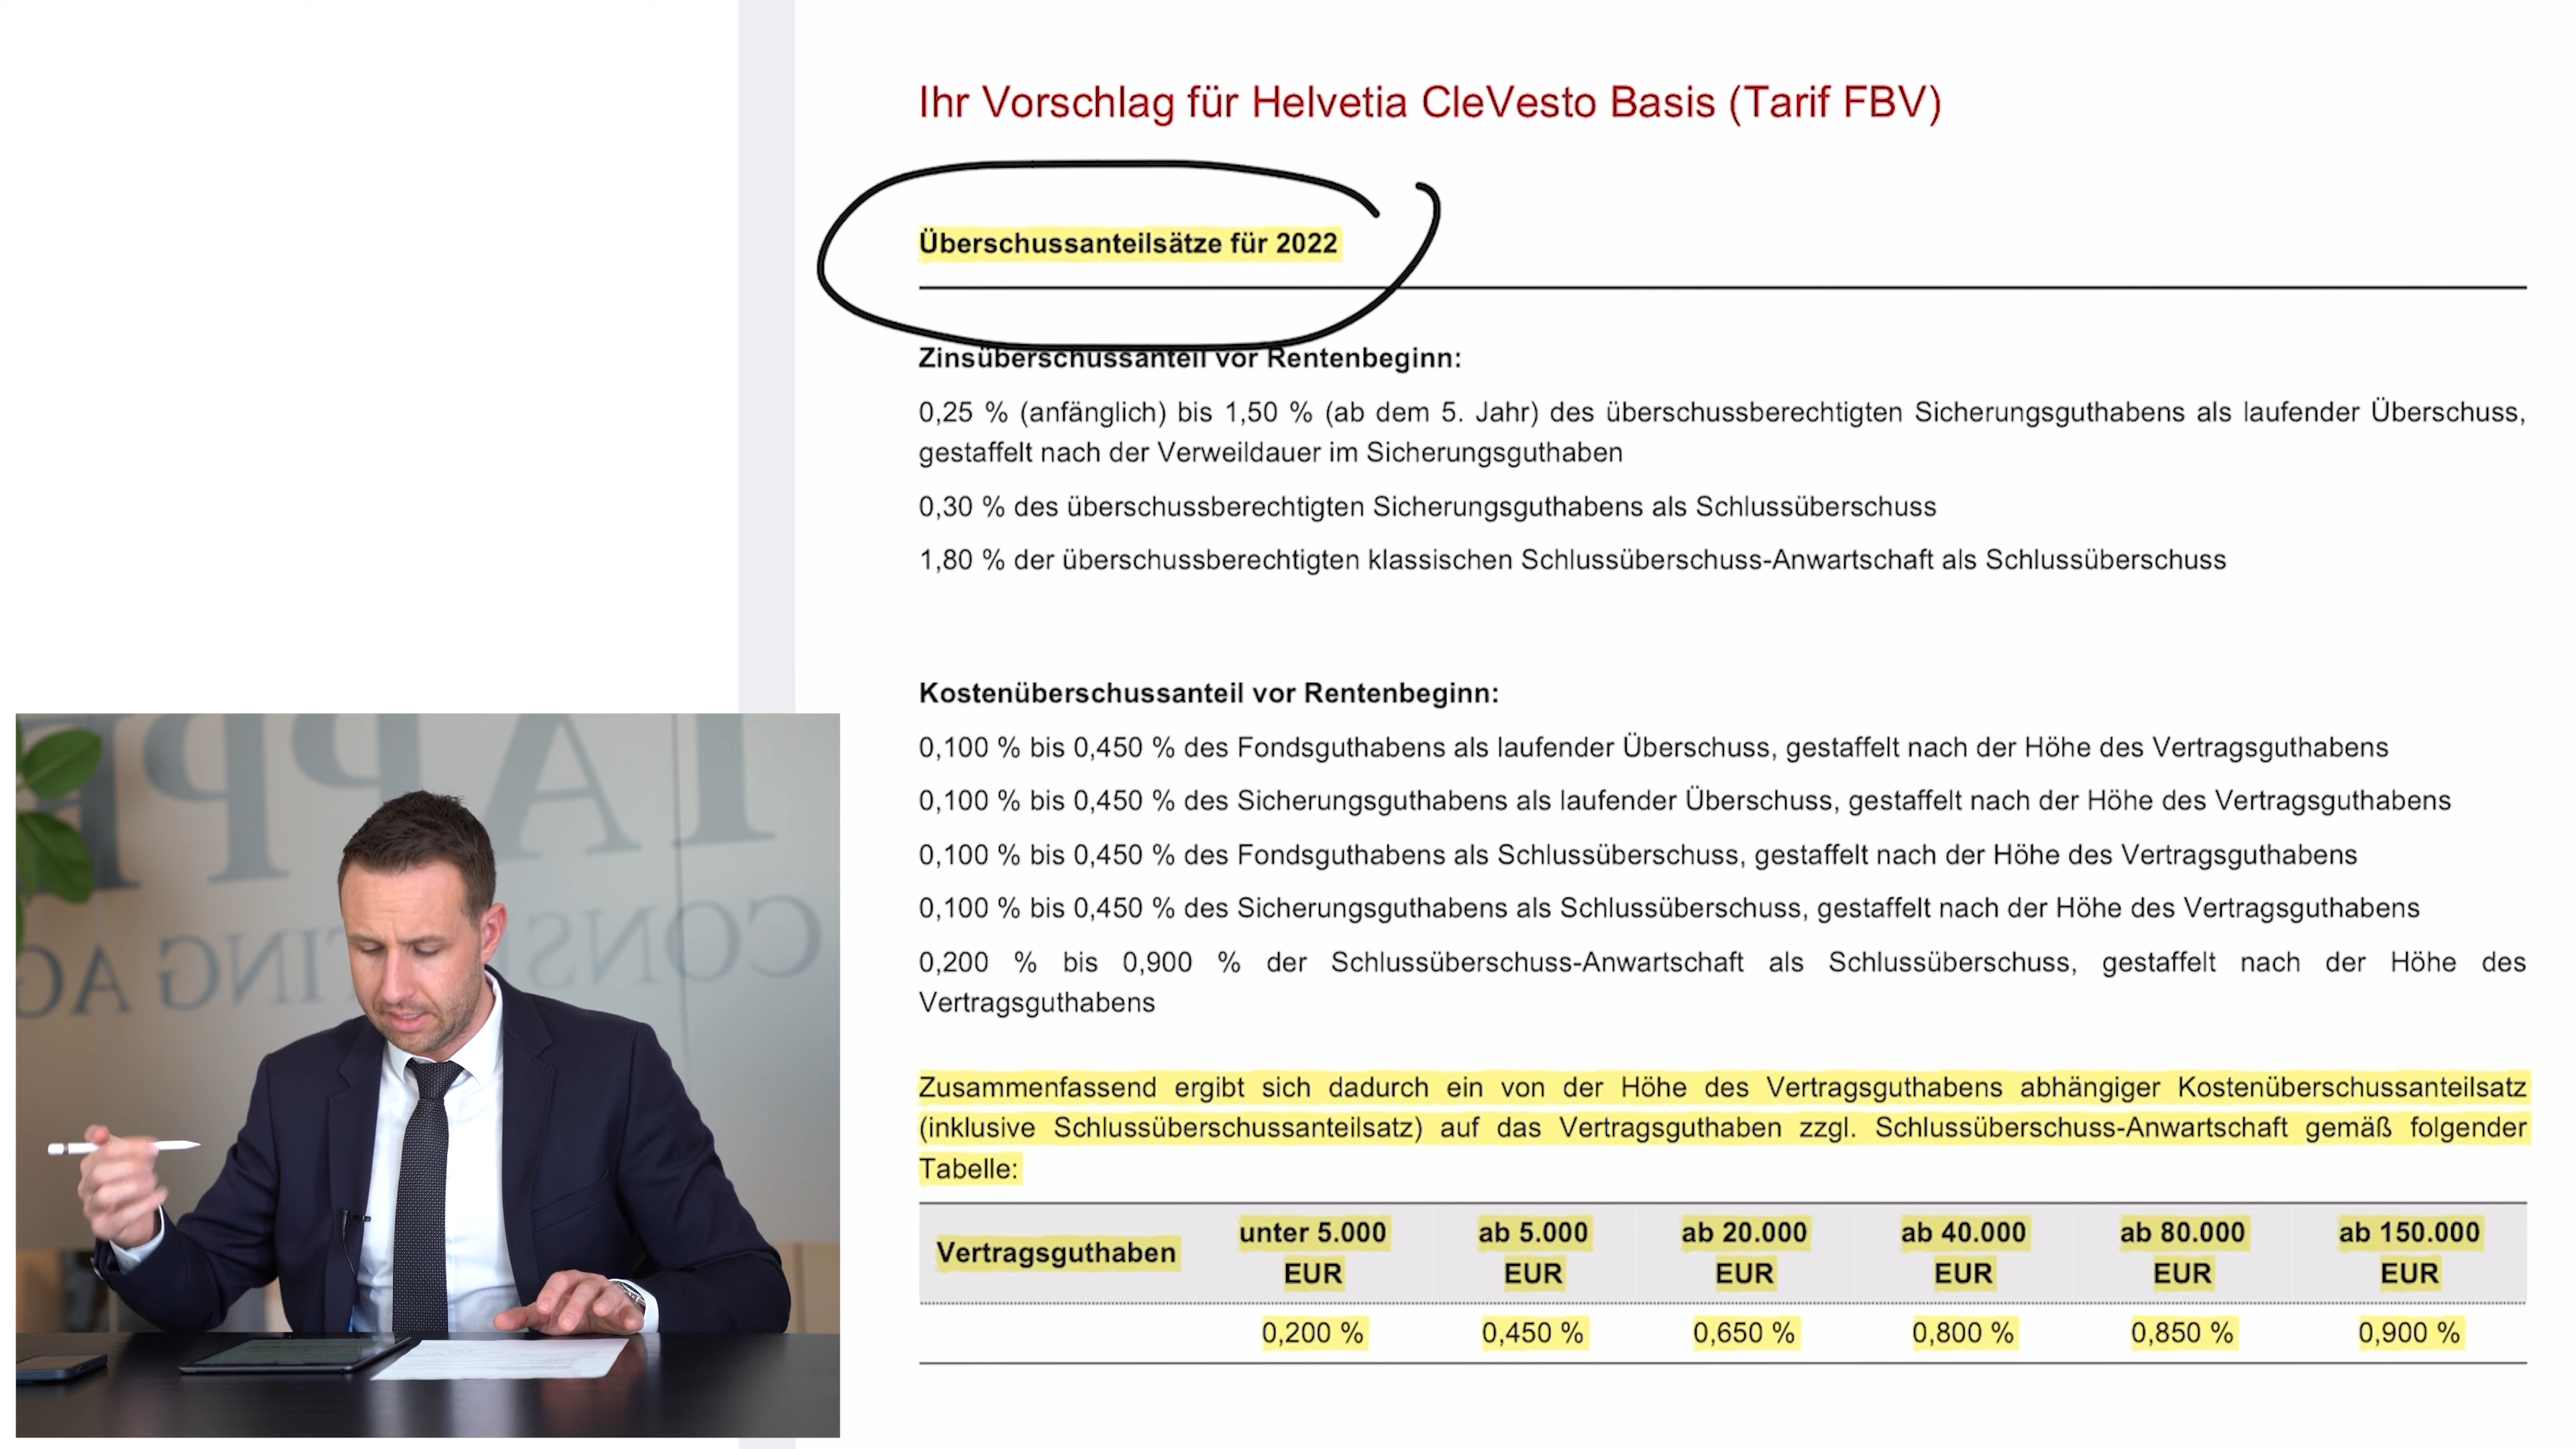 Ihr Vorschlag für Helvetia CleVesto Basis (Tarif FBV)
Überschussanteilsätze für 2022
Zinsüberschussanteil vor Rentenbeginn:
0,25 % (anfänglich) bis 1,50 % (ab dem 5. Jahr) des überschussberechtigten Sicherungsguthabens als laufender Überschuss,
gestaffelt nach der Verweildauer im Sicherungsguthaben
0,30 % des überschussberechtigten Sicherungsguthabens als Schlussüberschuss
1,80 % der überschussberechtigten klassischen Schlussüberschuss-Anwartschaft als Schlussüberschuss
Kostenüberschussanteil vor Rentenbeginn:
0,100 % bis 0,450 % des Fondsguthabens als laufender Überschuss, gestaffelt nach der Höhe des Vertragsguthabens
0,100 % bis 0,450 % des Sicherungsguthabens als laufender Überschuss, gestaffelt nach der Höhe des Vertragsguthabens
0,100 % bis 0,450 % des Fondsguthabens als Schlussüberschuss, gestaffelt nach der Höhe des Vertragsguthabens
0,100 % bis 0,450 % des Sicherungsguthabens als Schlussüberschuss, gestaffelt nach der Höhe des Vertragsguthabens
0,200 % bis 0,900 % der Schlussüberschuss-Anwartschaft als Schlussüberschuss, gestaffelt nach der Höhe des
Vertragsguthabens
Zusammenfassend ergibt sich dadurch ein von der Höhe des Vertragsguthabens abhängiger Kostenüberschussanteilsatz
(inklusive Schlussüberschussanteilsatz) auf das Vertragsguthaben zzgl. Schlussüberschuss-Anwartschaft gemäß folgender
Tabelle:
Vertragsguthaben unter 5.000 EUR ab 5.000 EUR ab 20.000 EUR ab 40.000 EUR ab 80.000 EUR ab 150.000 EUR
0,200 % 0,450 % 0,650 % 0,800 % 0,850 % 0,900 %